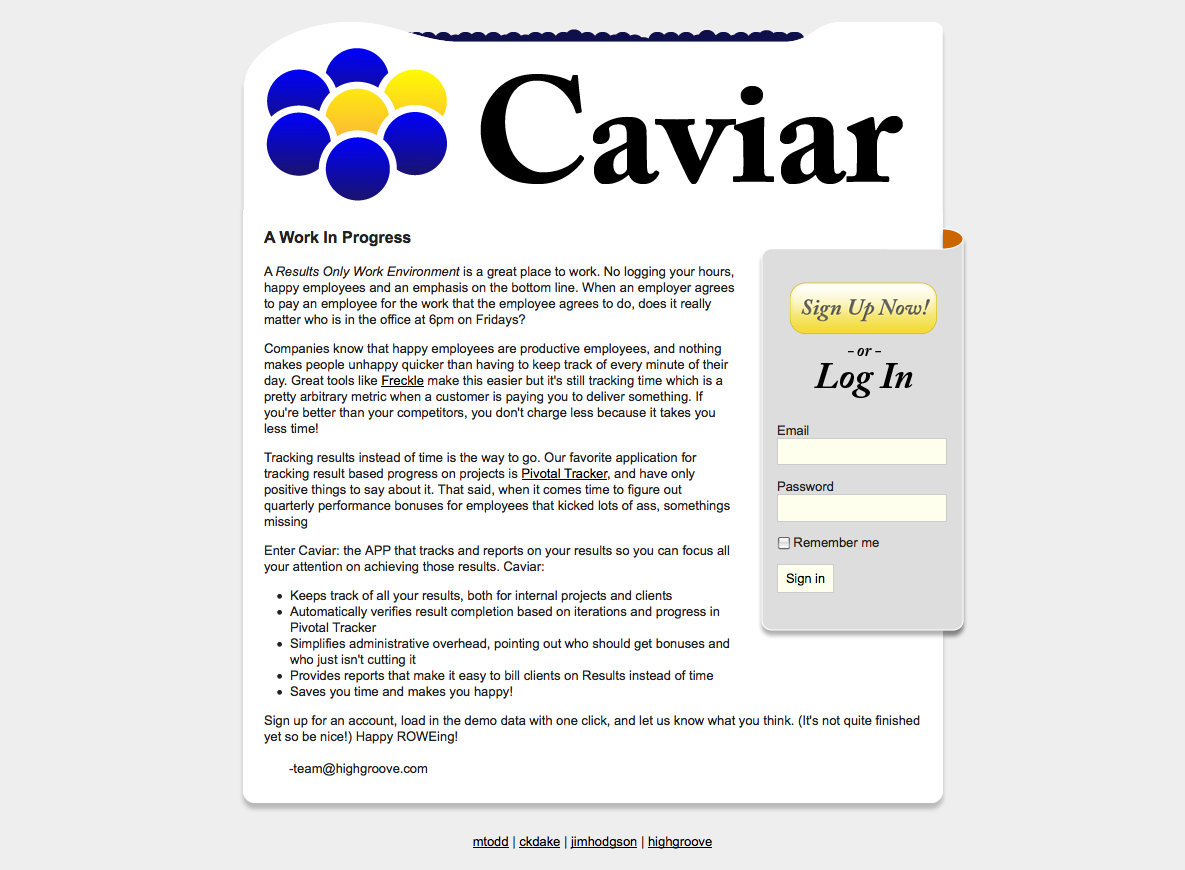 Caviar
A Work In Progress
A Results Only Work Environment is a great place to work. No logging your hours,
happy employees and an emphasis on the bottom line. When an employer agrees
to pay an employee for the work that the employee agrees to do, does it really
matter who is in the office at 6pm on Fridays?
Companies know that happy employees are productive employees, and nothing
makes people unhappy quicker than having to keep track of every minute of their
day. Great tools like Freckle make this easier but it's still tracking time which is a
pretty arbitrary metric when a customer is paying you to deliver something. If
you're better than your competitors, you don't charge less because it takes you
less time!
Tracking results instead of time is the way to go. Our favorite application for
tracking result based progress on projects is Pivotal Tracker, and have only
positive things to say about it. That said, when it comes time to figure out
quarterly performance bonuses for employees that kicked lots of ass, somethings
missing
Enter Caviar: the APP that tracks and reports on your results so you can focus all
your attention on achieving those results. Caviar:
• Keeps track of all your results, both for internal projects and clients
• Automatically verifies result completion based on iterations and progress in
Pivotal Tracker
• Simplifies administrative overhead, pointing out who should get bonuses and
who just isn't cutting it
• Provides reports that make it easy to bill clients on Results instead of time
• Saves you time and makes you happy!
Sign up for an account, load in the demo data with one click, and let us know what you think. (It's not quite finished
yet so be nice!) Happy ROWEing!
-team@highgroove.com
Sign Up Now!
- or -
Log In
Email
Password
Remember me
Sign in
mtodd | ckdake | jimhodgson | highgroove